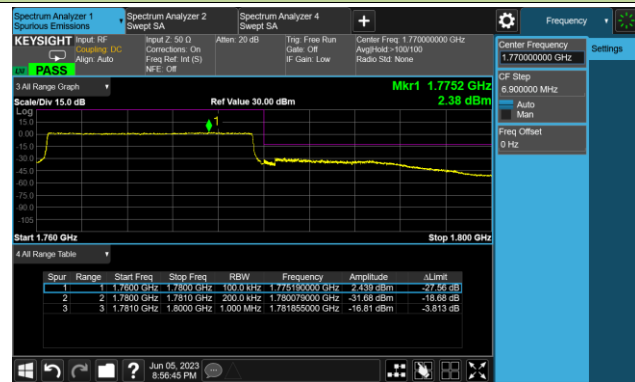 Spectrum Analyzer 1
Spurious Emissions
Spectrum Analyzer 2
Swept SA
Spectrum Analyzer 4
Swept SA
+
Frequency
KEYSIGHT
Input: RF
Coupling: DC
Align: Auto
Input Z: 50 Ω
Corrections: On
Freq Ref: Int (S)
NFE: Off
Atten: 20 dB
Trig: Free Run
Gate: Off
IF Gain: Low
Center Freq: 1.770000000 GHz
Avg|Hold:>100/100
Radio Std: None
PASS
Center Frequency
1.770000000 GHz
Settings
CF Step
6.900000 MHz
Auto
Man
Freq Offset
0 Hz
3 All Range Graph
Scale/Div 15.0 dB
Ref Value 30.00 dBm
Mkr1 1.7752 GHz
2.38 dBm
Log
15.0
0.00
-15.0
-30.0
-45.0
-60.0
-75.0
-90.0
-105
1
Start 1.760 GHz
Stop 1.800 GHz
4 All Range Table
Spur Range Start Freq Stop Freq RBW Frequency Amplitude ΔLimit
1 1 1.7600 GHz 1.7800 GHz 100.0 kHz 1.775190000 GHz 2.439 dBm -27.56 dB
2 2 1.7800 GHz 1.7810 GHz 200.0 kHz 1.780079000 GHz -31.68 dBm -18.68 dB
3 3 1.7810 GHz 1.8000 GHz 1.000 MHz 1.781855000 GHz -16.81 dBm -3.813 dB
?
Jun 05, 2023
8:56:45 PM